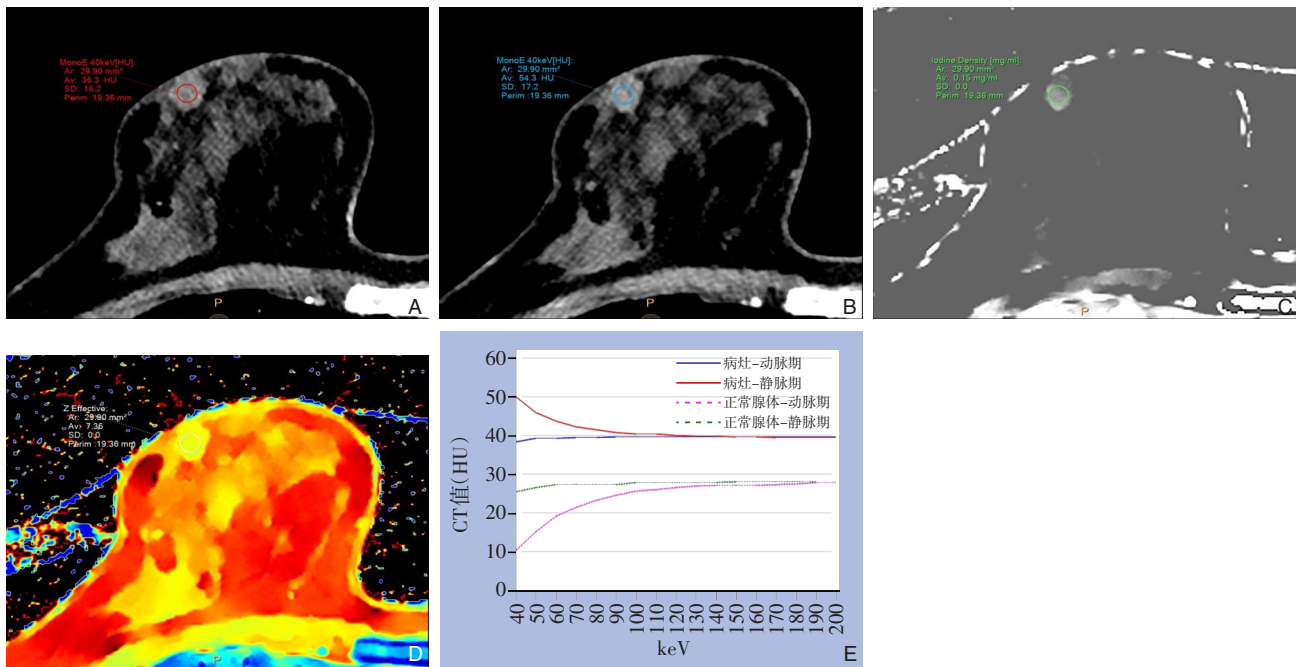 MonoE 40keV[HU]:
Ar: 29.90 mm²
Av: 36.3 HU
SD: 16.2
Perim :19.36 mm
P
A
MonoE 40keV[HU]:
Ar: 29.90 mm²
Av: 54.3 HU
SD: 17.2
Perim :19.36 mm
P
B
Iodine Density [mg/ml]:
Ar: 29.90 mm²
Av: 0.15 mg/ml
SD: 0.0
Perim :19.36 mm
P
C
Z Effective:
Ar: 29.90 mm²
Av: 7.36
SD: 0.0
Perim :19.36 mm
P
D
60
50
40
30
20
10
0
CT值(HU)
病灶-动脉期
病灶-静脉期
正常腺体-动脉期
正常腺体-静脉期
40 50 60 70 80 90 100 110 120 130 140 150 160 170 180 190 200
keV
E